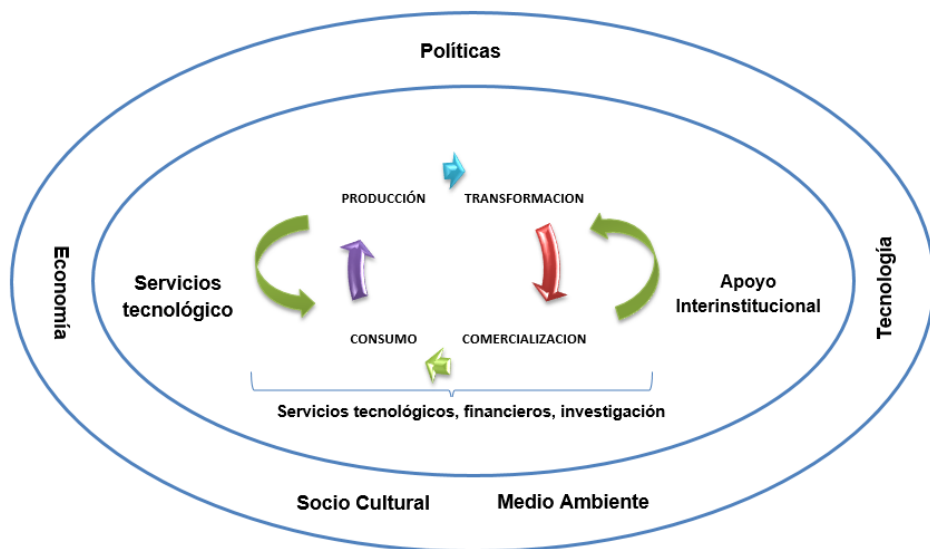 Políticas
PRODUCCIÓN
TRANSFORMACION
Economía
Servicios
tecnológico
Apoyo
Interinstitucional
Tecnología
CONSUMO
COMERCIALIZACION
Servicios tecnológicos, financieros, investigación
Socio Cultural
Medio Ambiente